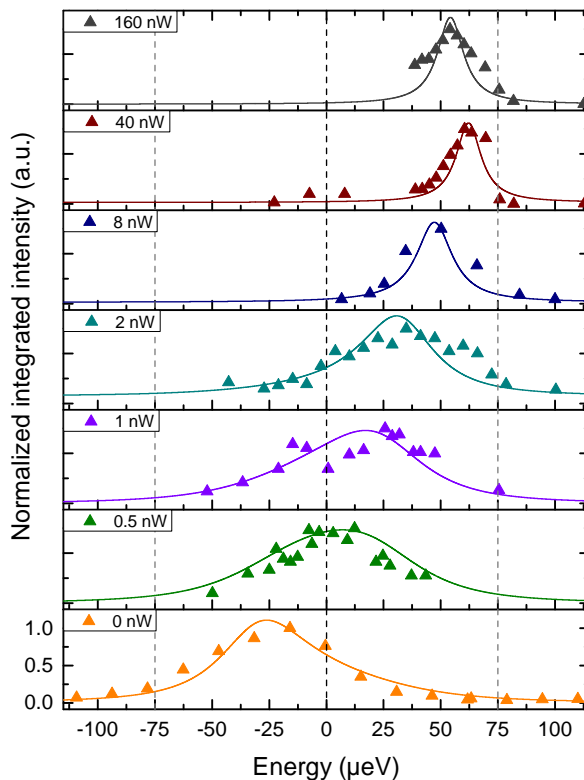 160 nW
40 nW
8 nW
2 nW
1 nW
0.5 nW
0 nW
Normalized integrated intensity (a.u.)
1.0
0.5
0.0
-100 -75 -50 -25 0 25 50 75 100
Energy (µeV)